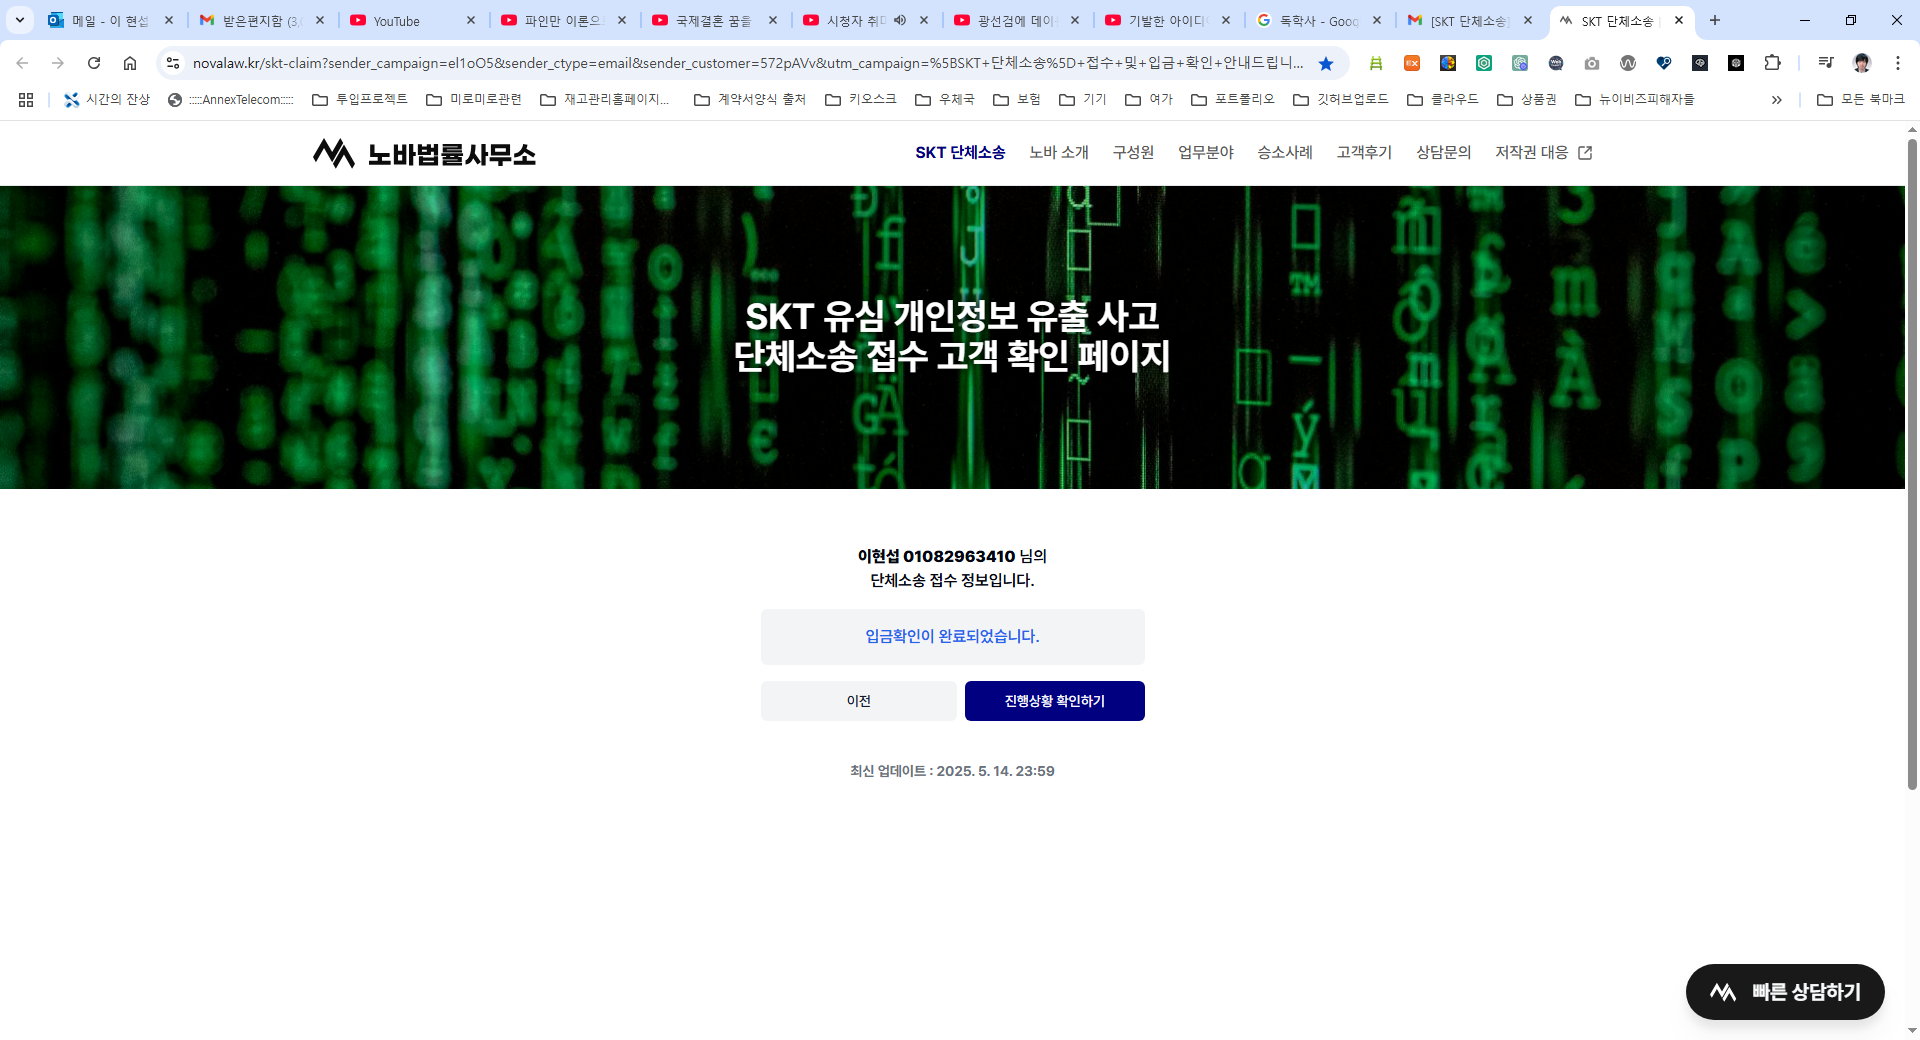 메일 - 이 현섭
받은편지함 (3,
YouTube
파인만 이론으
국제결혼 꿈을
시청자 취미
광선검에 데이
기발한 아이디
독학사 - Goog
[SKT 단체소송]
SKT 단체소송
novalaw.kr/skt-claim?sender_campaign=el1oO5&sender_ctype=email&sender_customer=572pAVv&utm_campaign=%5BSKT+단체소송%5D+접수+및+입금+확인+안내드립니...
시간의 잔상
:::::AnnexTelecom:::::
투입프로젝트
미로미로관련
재고관리홈페이지...
계약서양식 출처
키오스크
우체국
보험
기기
여가
포트폴리오
깃허브업로드
클라우드
상품권
뉴이비즈피해자들
모든 북마크
노바법률사무소
SKT 단체소송
노바 소개
구성원
업무분야
승소사례
고객후기
상담문의
저작권 대응
SKT 유심 개인정보 유출 사고
단체소송 접수 고객 확인 페이지
이현섭 01082963410 님의
단체소송 접수 정보입니다.
입금확인이 완료되었습니다.
이전
진행상황 확인하기
최신 업데이트 : 2025. 5. 14. 23:59
빠른 상담하기